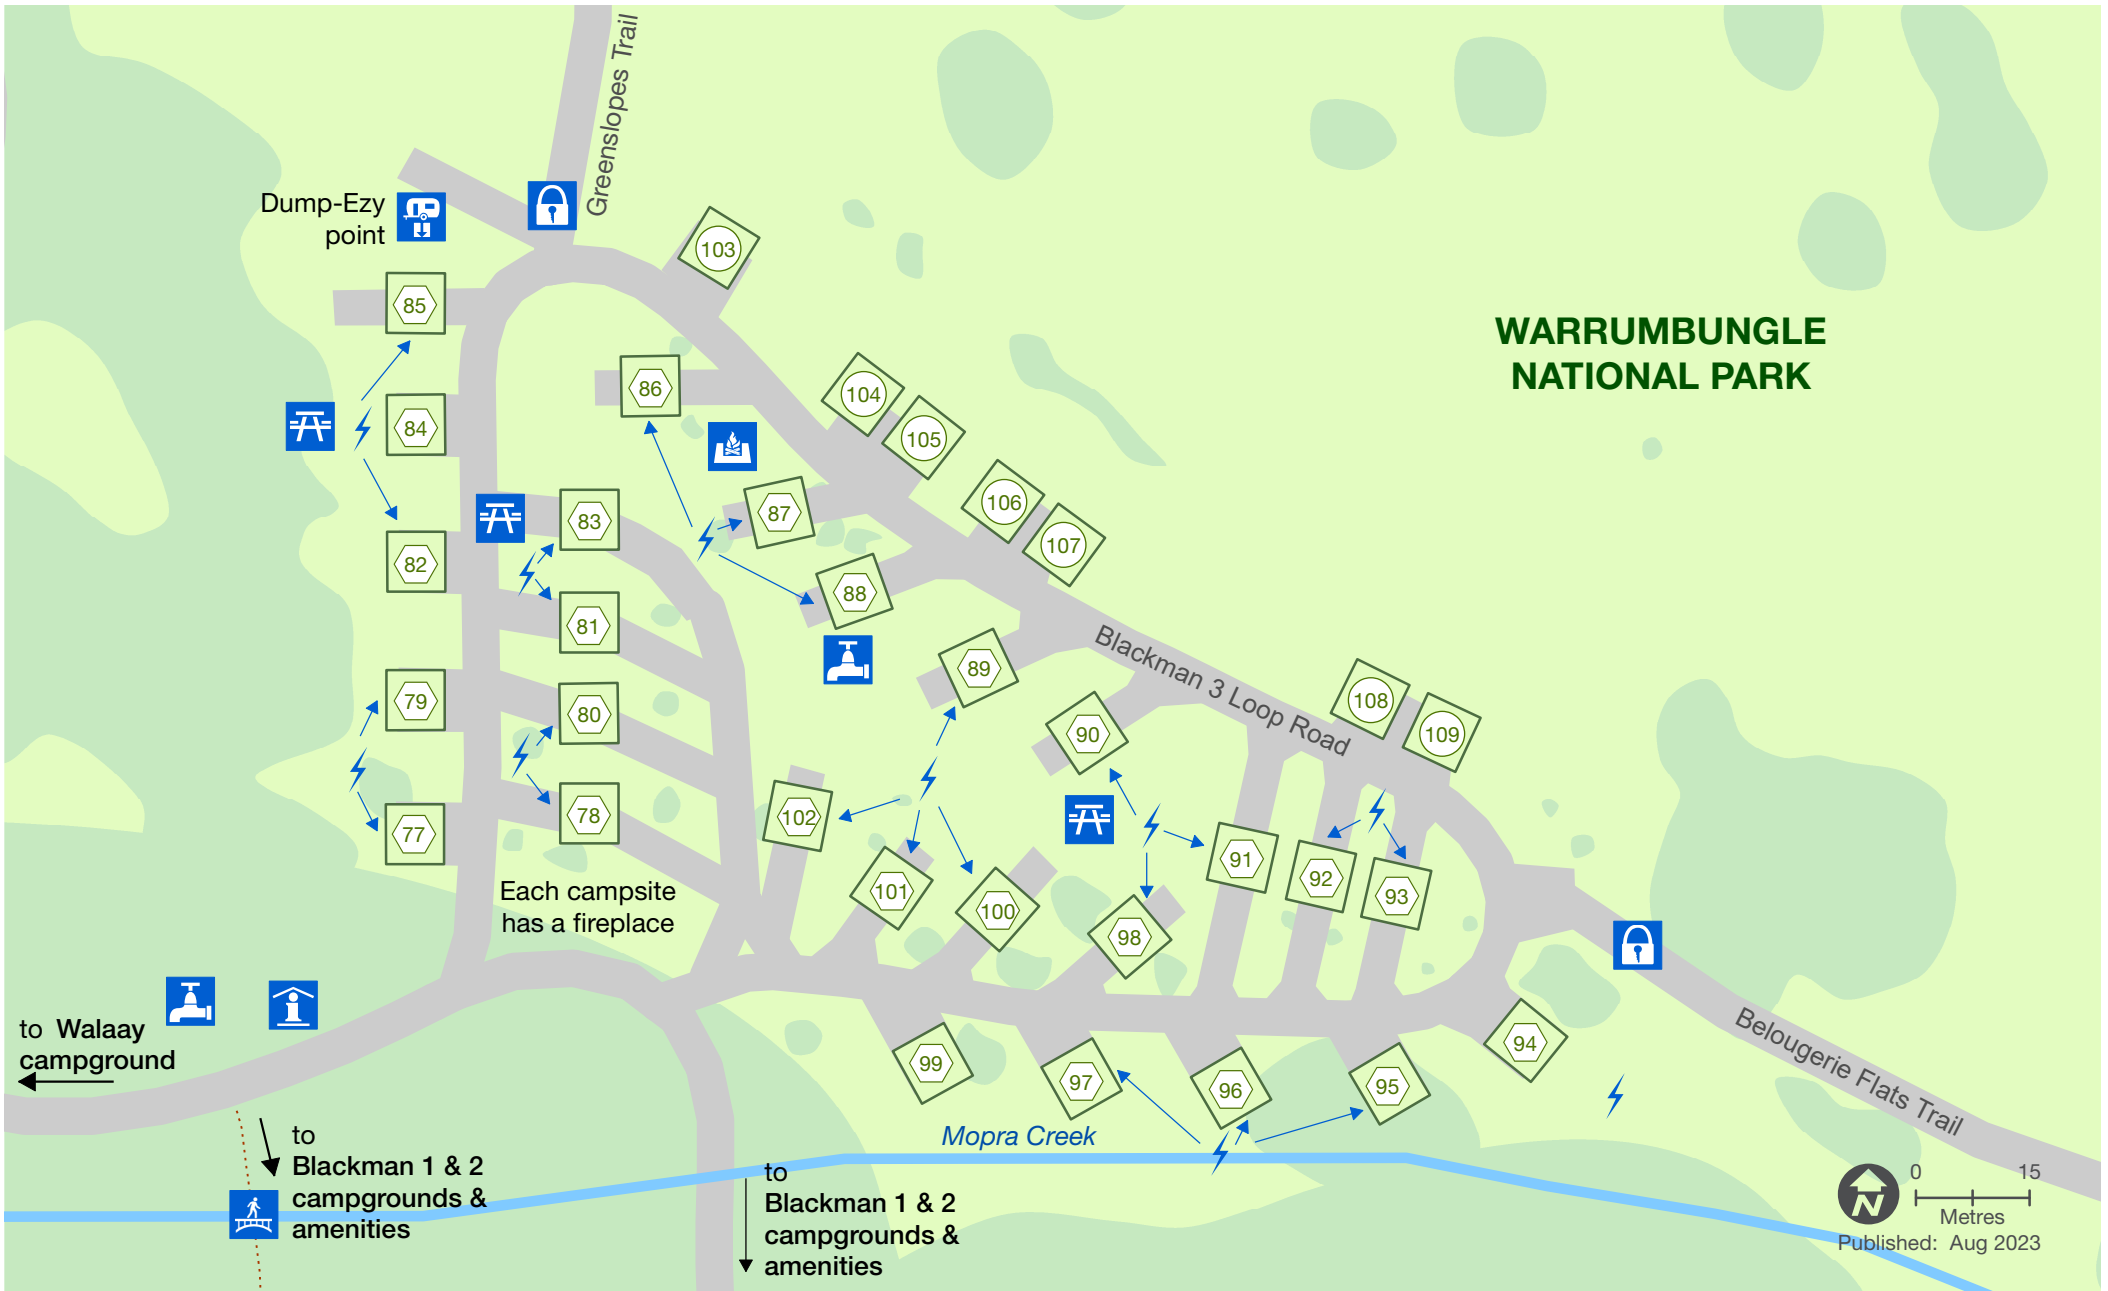 Greenslopes Trail
Dump-Ezy
point
103
85
86
104
84
105
106
87
83
107
82
88
81
Blackman 3 Loop Road
89
79
108
80
90
109
WARRUMBUNGLE
NATIONAL PARK
78
102
77
91
92
101
93
100
Each campsite
has a fireplace
98
to Walaay
campground
Belougerie Flats Trail
94
99
97
96
95
Mopra Creek
to
Blackman 1 & 2
campgrounds &
amenities
to
Blackman 1 & 2
campgrounds &
amenities
N
0 15
Metres
Published: Aug 2023